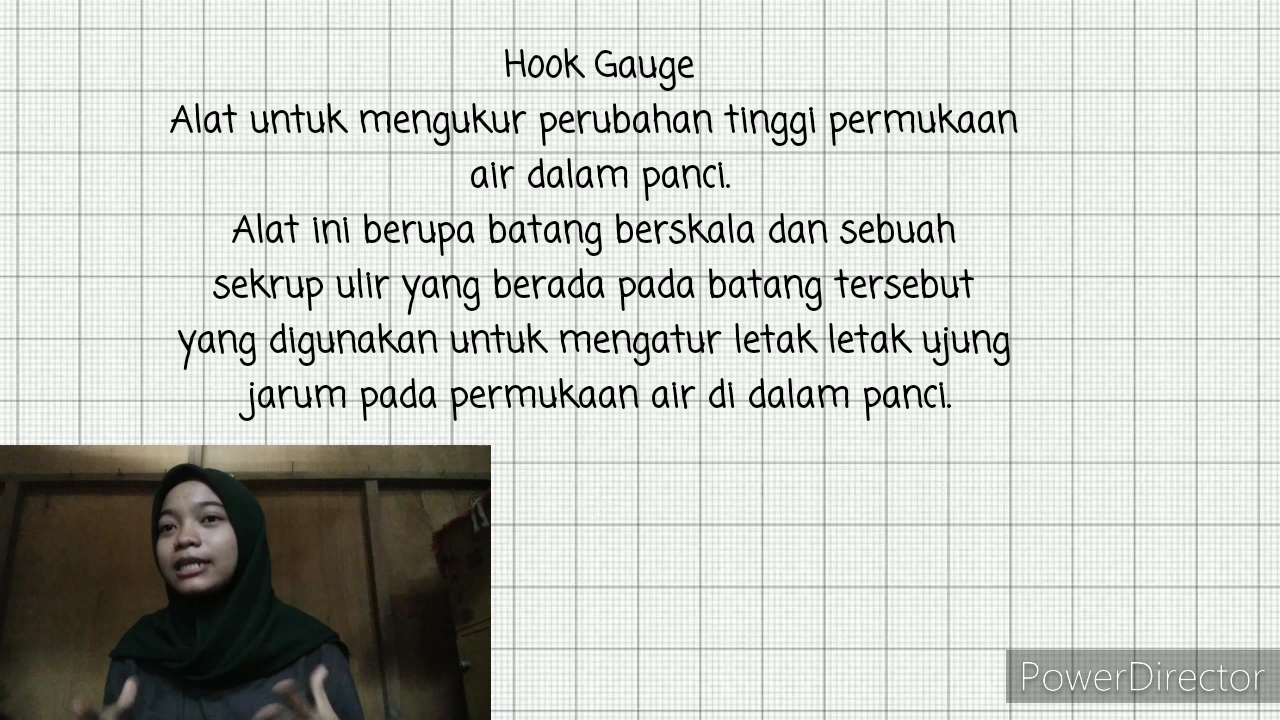 Hook Gauge
Alat untuk mengukur perubahan tinggi permukaan
air dalam panci.
Alat ini berupa batang berskala dan sebuah
sekrup ulir yang berada pada batang tersebut
yang digunakan untuk mengatur letak letak ujung
jarum pada permukaan air di dalam panci.
PowerDirector